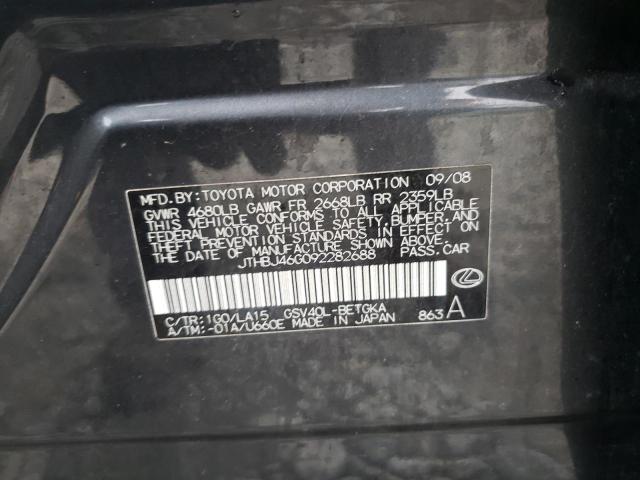 MFD.BY:TOYOTA MOTOR CORPORATION 09/08
GVWR 4680LB GAWR FR 2668LB RR 2359LB
THIS VEHICLE CONFORMS TO ALL APPLICABLE
FEDERAL MOTOR VEHICLE SAFETY, BUMPER, AND
THEFT PREVENTION STANDARDS IN EFFECT ON
THE DATE OF MANUFACTURE SHOWN ABOVE.
JTHBJ46G092282688 PASS.CAR
C/TR:1G0/LA15 GSV40L-BETGKA
A/TM:-01A/U660E MADE IN JAPAN 863 A